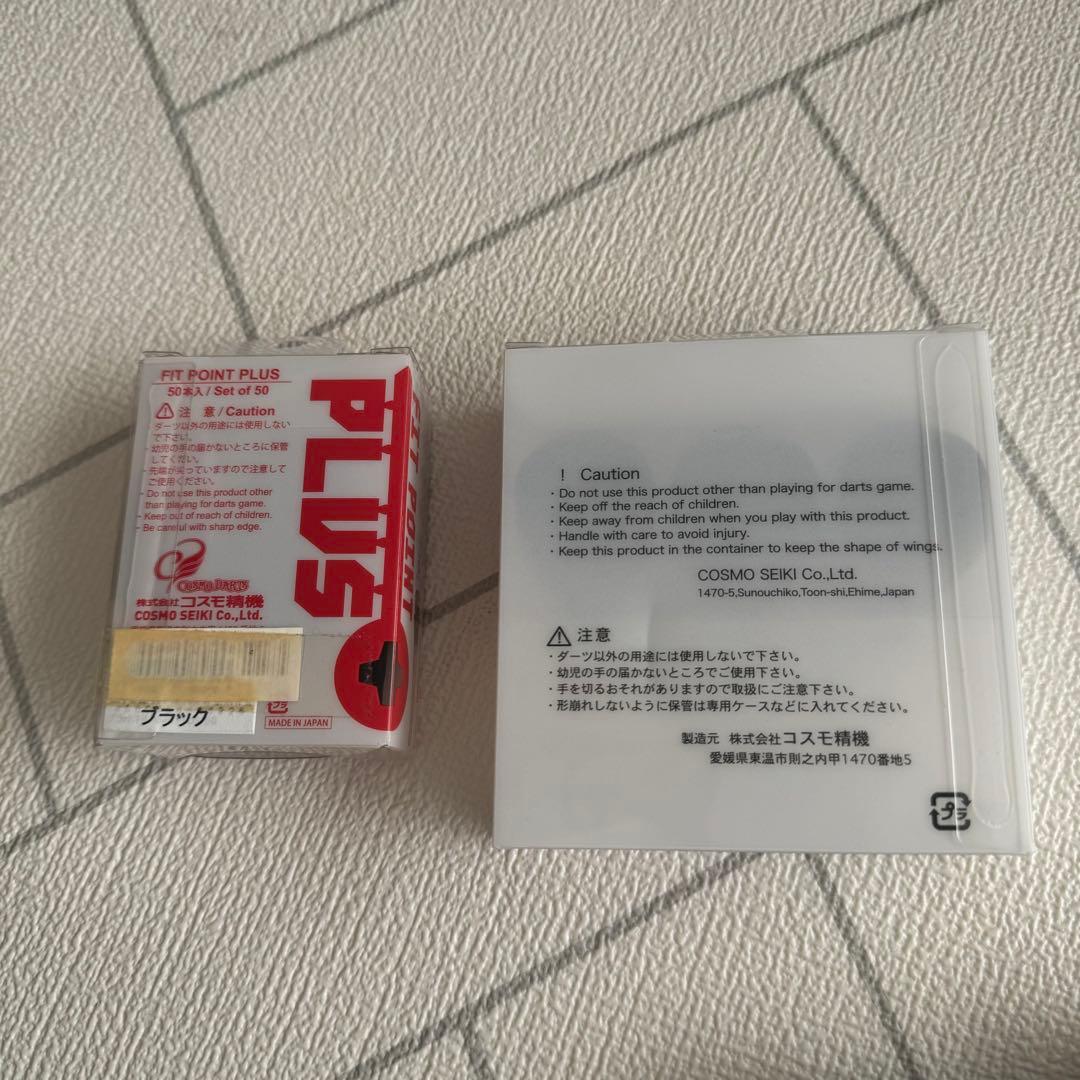 FIT POINT PLUS
50本入 / Set of 50
注 意 / Caution
ダーツ以外の用途には使用しない
で下さい。
・幼児の手の届かないところに保管
してください。
・先端が尖っていますので注意して
ご使用ください。
- Do not use this product other
than playing for darts game.
- Keep out of reach of children.
- Be careful with sharp edge.
COSMO DARTS
株式会社コスモ精機
COSMO SEIKI Co.,Ltd.
ブラック
プラ
MADE IN JAPAN
PLUS
FIT POINT
! Caution
・Do not use this product other than playing for darts game.
・Keep off the reach of children.
・Keep away from children when you play with this product.
・Handle with care to avoid injury.
・Keep this product in the container to keep the shape of wings.
COSMO SEIKI Co.,Ltd.
1470-5,Sunouchiko,Toon-shi,Ehime,Japan
注意
・ダーツ以外の用途には使用しないで下さい。
・幼児の手の届かないところでご使用下さい。
・手を切るおそれがありますので取扱にご注意下さい。
・形崩れしないように保管は専用ケースなどに入れてください。
製造元 株式会社コスモ精機
愛媛県東温市則之内甲1470番地5
プラ